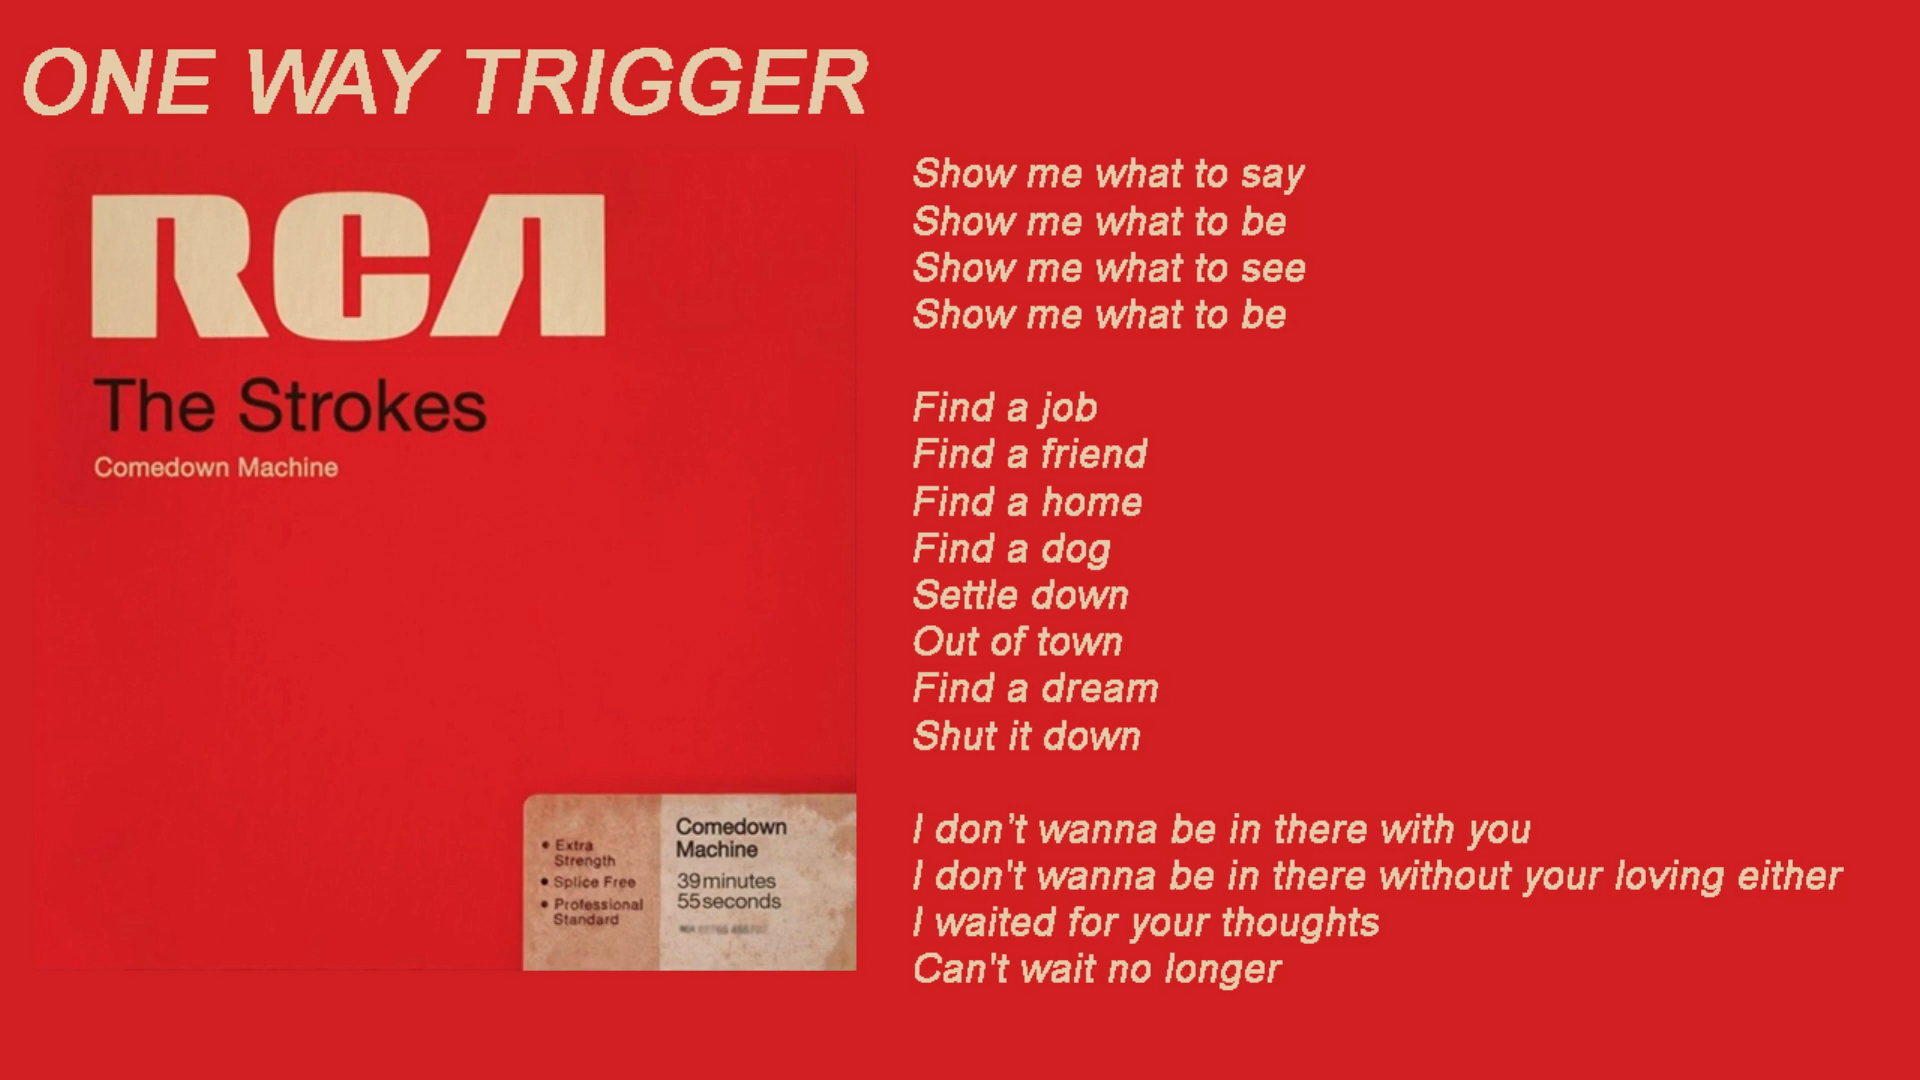 ONE WAY TRIGGER
RCA
The Strokes
Comedown Machine
• Extra
Strength
• Splice Free
• Professional
Standard
Comedown
Machine
39 minutes
55 seconds
Show me what to say
Show me what to be
Show me what to see
Show me what to be
Find a job
Find a friend
Find a home
Find a dog
Settle down
Out of town
Find a dream
Shut it down
I don’t wanna be in there with you
I don't wanna be in there without your loving either
I waited for your thoughts
Can't wait no longer